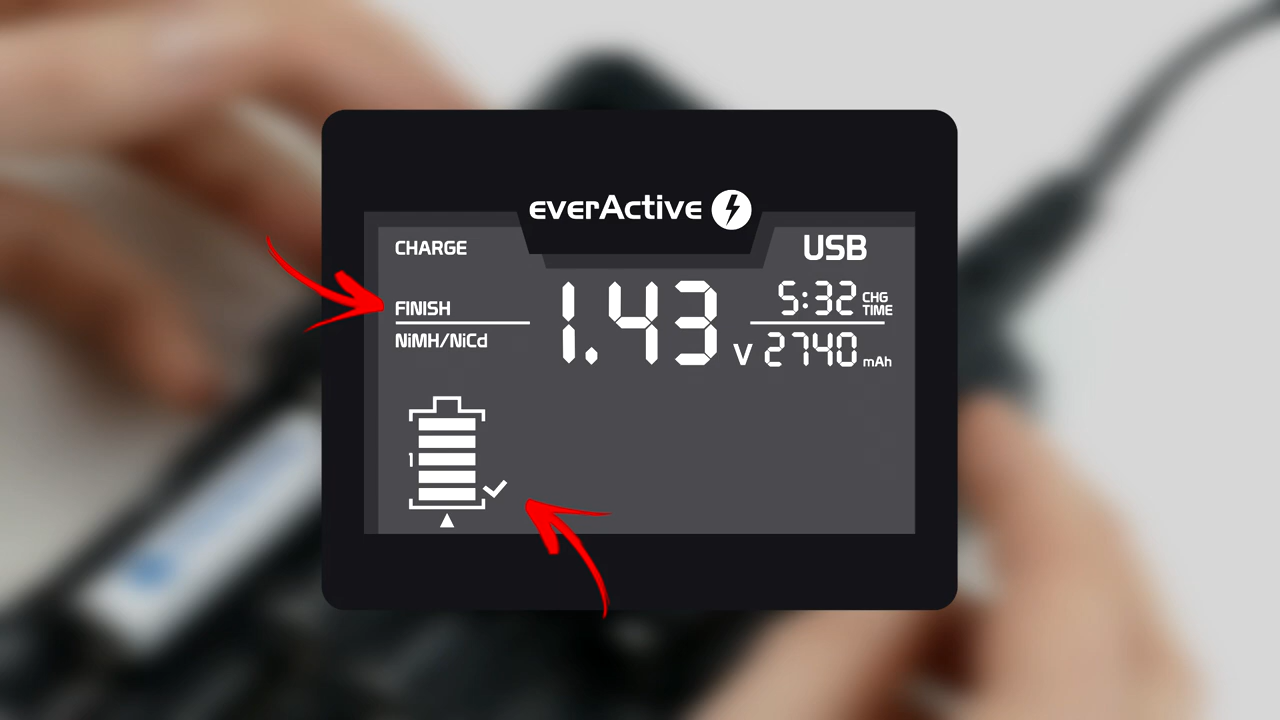 everActive
CHARGE
USB
FINISH
1.43 V
5:32 CHG TIME
NiMH/NiCd
2740 mAh
1